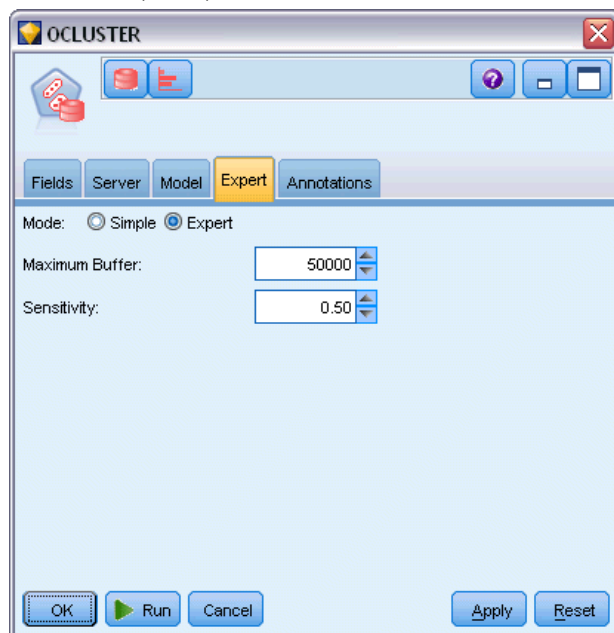 OCLUSTER
Fields Server Model Expert Annotations
Mode: Simple Expert
Maximum Buffer: 50000
Sensitivity: 0.50
OK Run Cancel Apply Reset